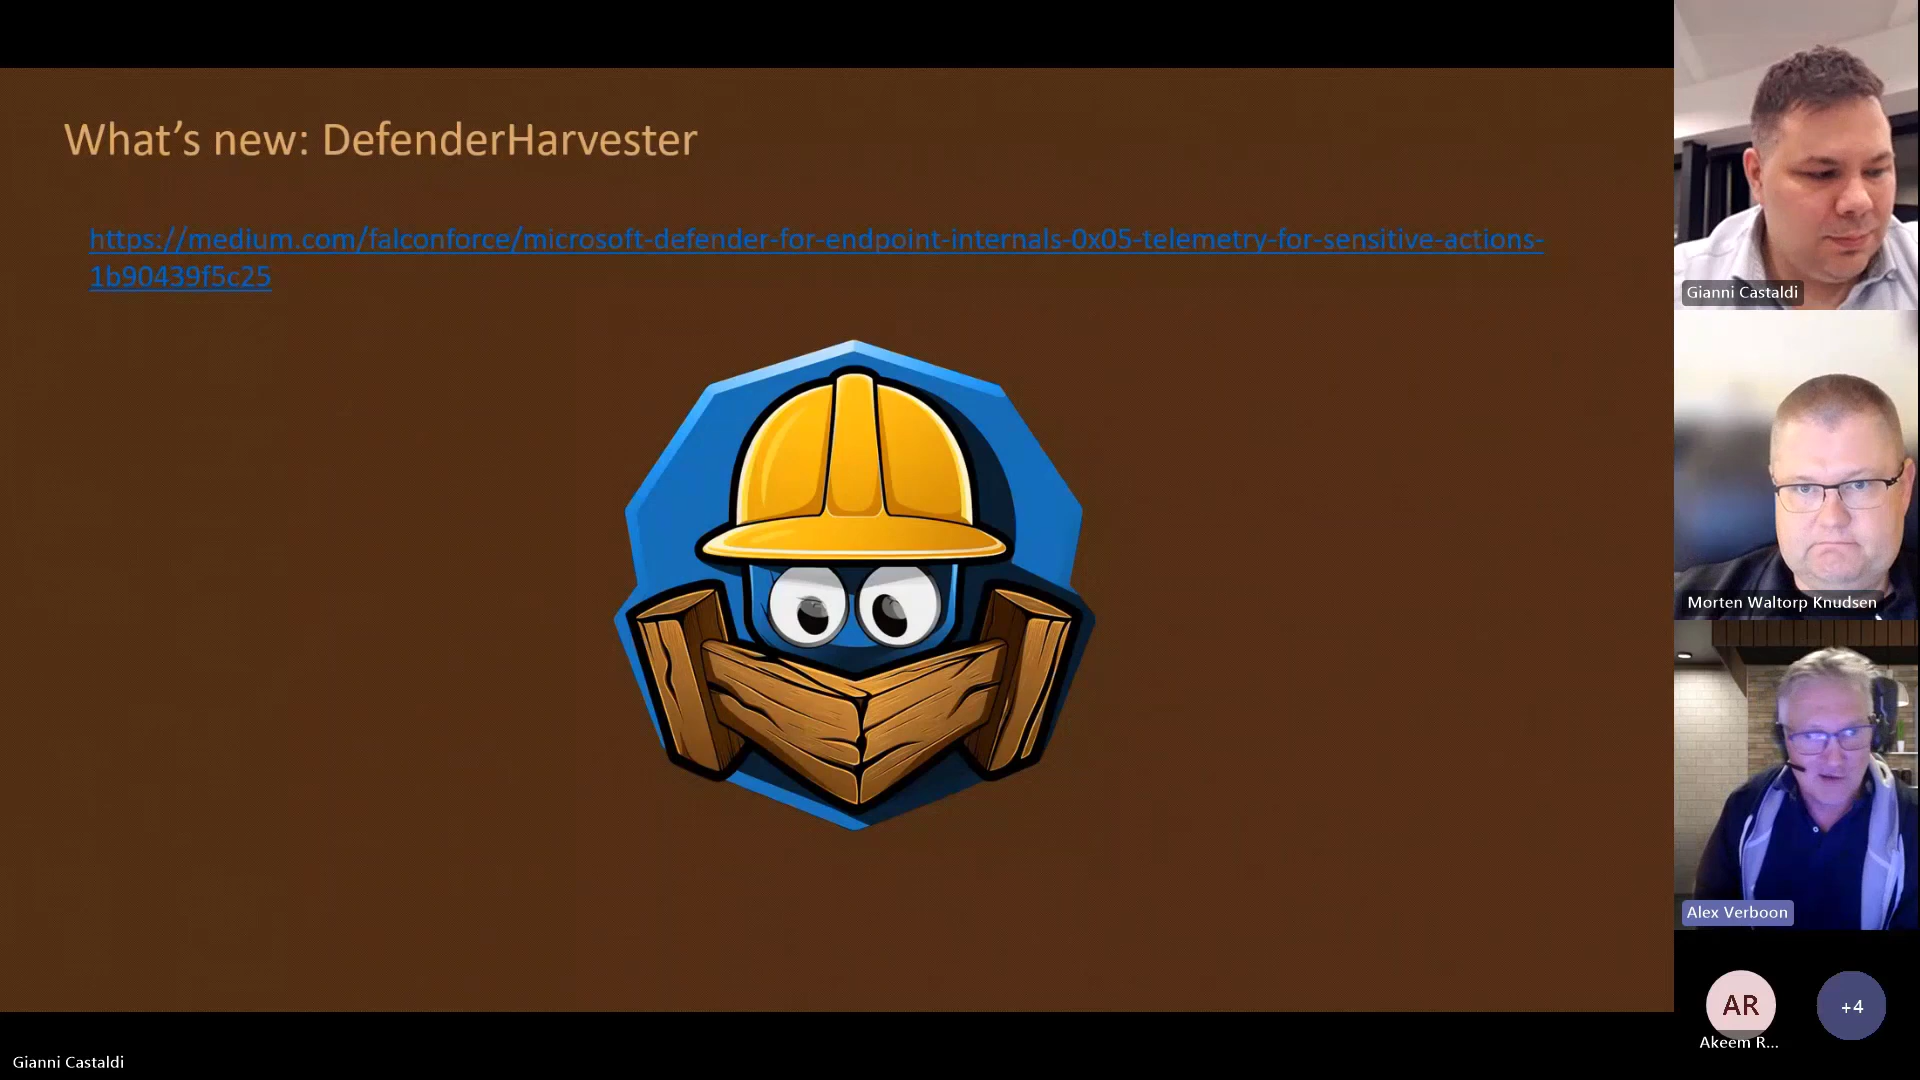 What's new: DefenderHarvester
https://medium.com/falconforce/microsoft-defender-for-endpoint-internals-0x05-telemetry-for-sensitive-actions-
1b90439f5c25
Gianni Castaldi
Morten Waltorp Knudsen
Alex Verboon
AR
+4
Akeem R...
Gianni Castaldi